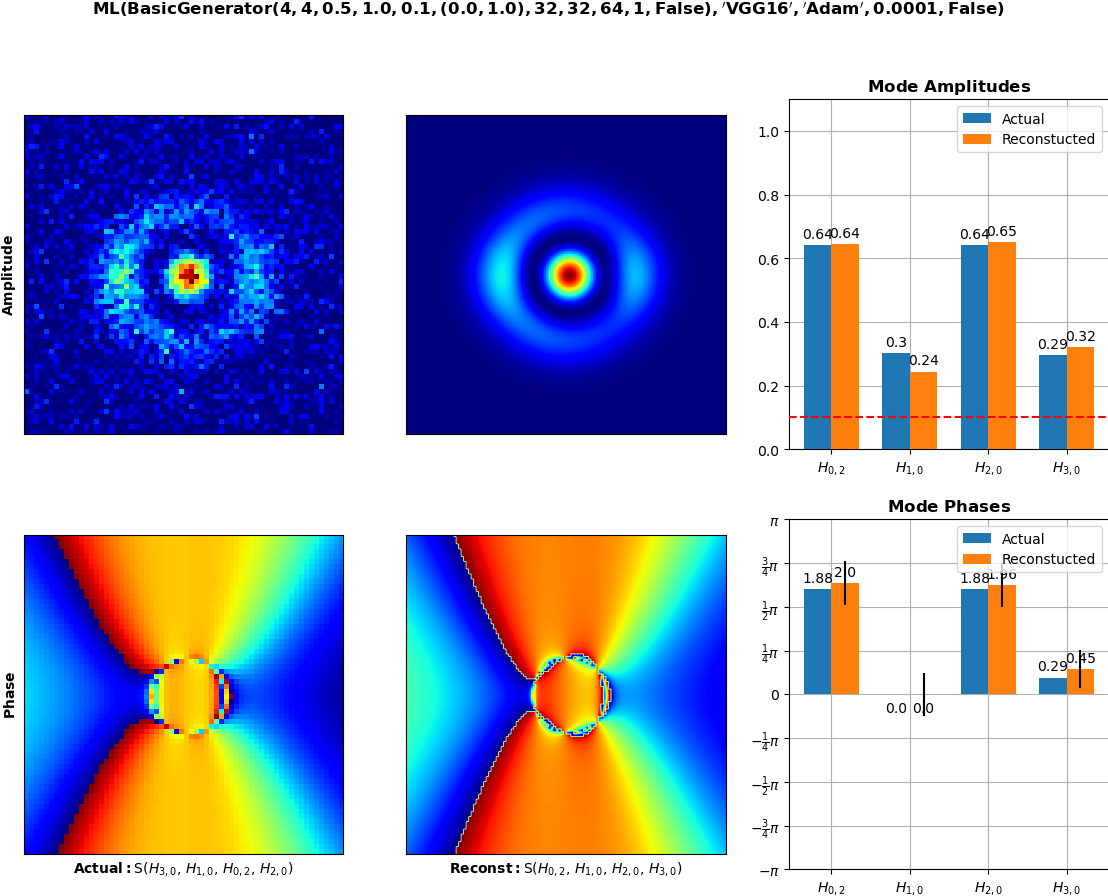 ML(BasicGenerator(4, 4, 0.5, 1.0, 0.1, (0.0, 1.0), 32, 32, 64, 1, False), ′VGG16′, ′Adam′, 0.0001, False)
Amplitude
Mode Amplitudes
Actual
Reconstucted
1.0
0.8
0.6
0.4
0.2
0.0
0.64
0.64
0.3
0.24
0.64
0.65
0.29
0.32
H0,2
H1,0
H2,0
H3,0
Phase
Actual: S(H3,0, H1,0, H0,2, H2,0)
Reconst: S(H0,2, H1,0, H2,0, H3,0)
Mode Phases
Actual
Reconstucted
π
3/4π
1/2π
1/4π
0
−1/4π
−1/2π
−3/4π
−π
1.88
2.0
0.0
0.0
1.88
1.96
0.29
0.45
H0,2
H1,0
H2,0
H3,0